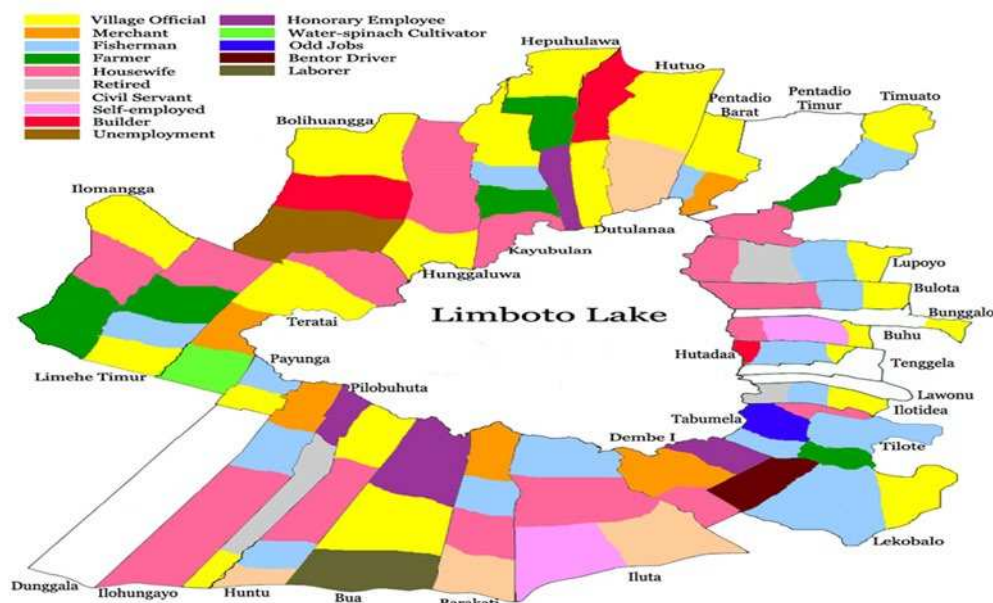 Village Official
Merchant
Fisherman
Farmer
Housewife
Retired
Civil Servant
Self-employed
Builder
Unemployment
Honorary Employee
Water-spinach Cultivator
Odd Jobs
Bentor Driver
Laborer
Hepuhulawa
Hutuo
Pentadio
Barat
Pentadio
Timur
Timuato
Bolihuangga
Ilomangga
Dutulanaa
Kayubulan
Hunggaluwa
Lupoyo
Bulota
Bunggalo
Limboto Lake
Teratai
Buhu
Hutadaa
Tenggela
Payunga
Limehe Timur
Pilobuhuta
Lawonu
Ilotidea
Tabumela
Dembe I
Tilote
Lekobalo
Iluta
Dunggala
Ilohungayo
Huntu
Bua
Barakati